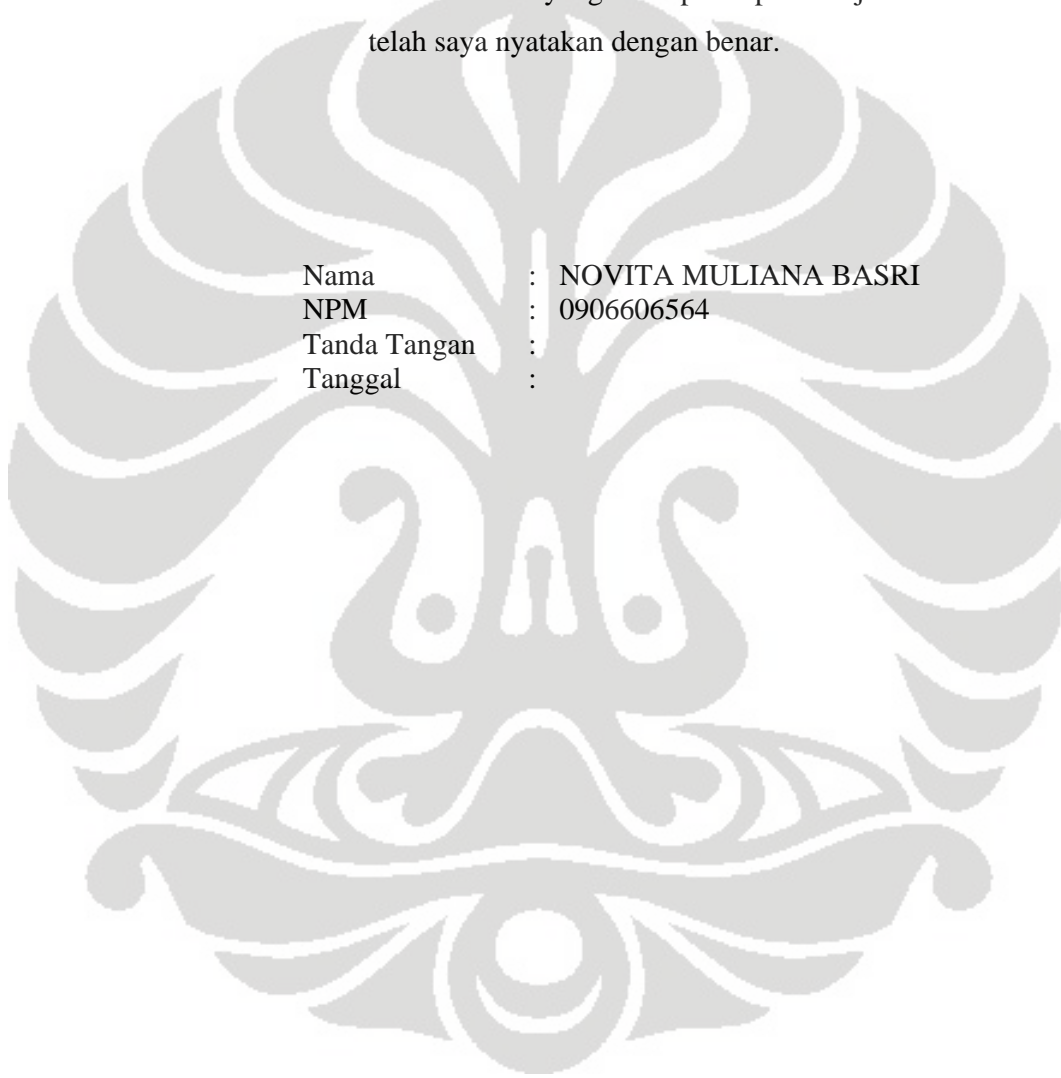 telah saya nyatakan dengan benar.
Nama : NOVITA MULIANA BASRI
NPM : 0906606564
Tanda Tangan :
Tanggal :